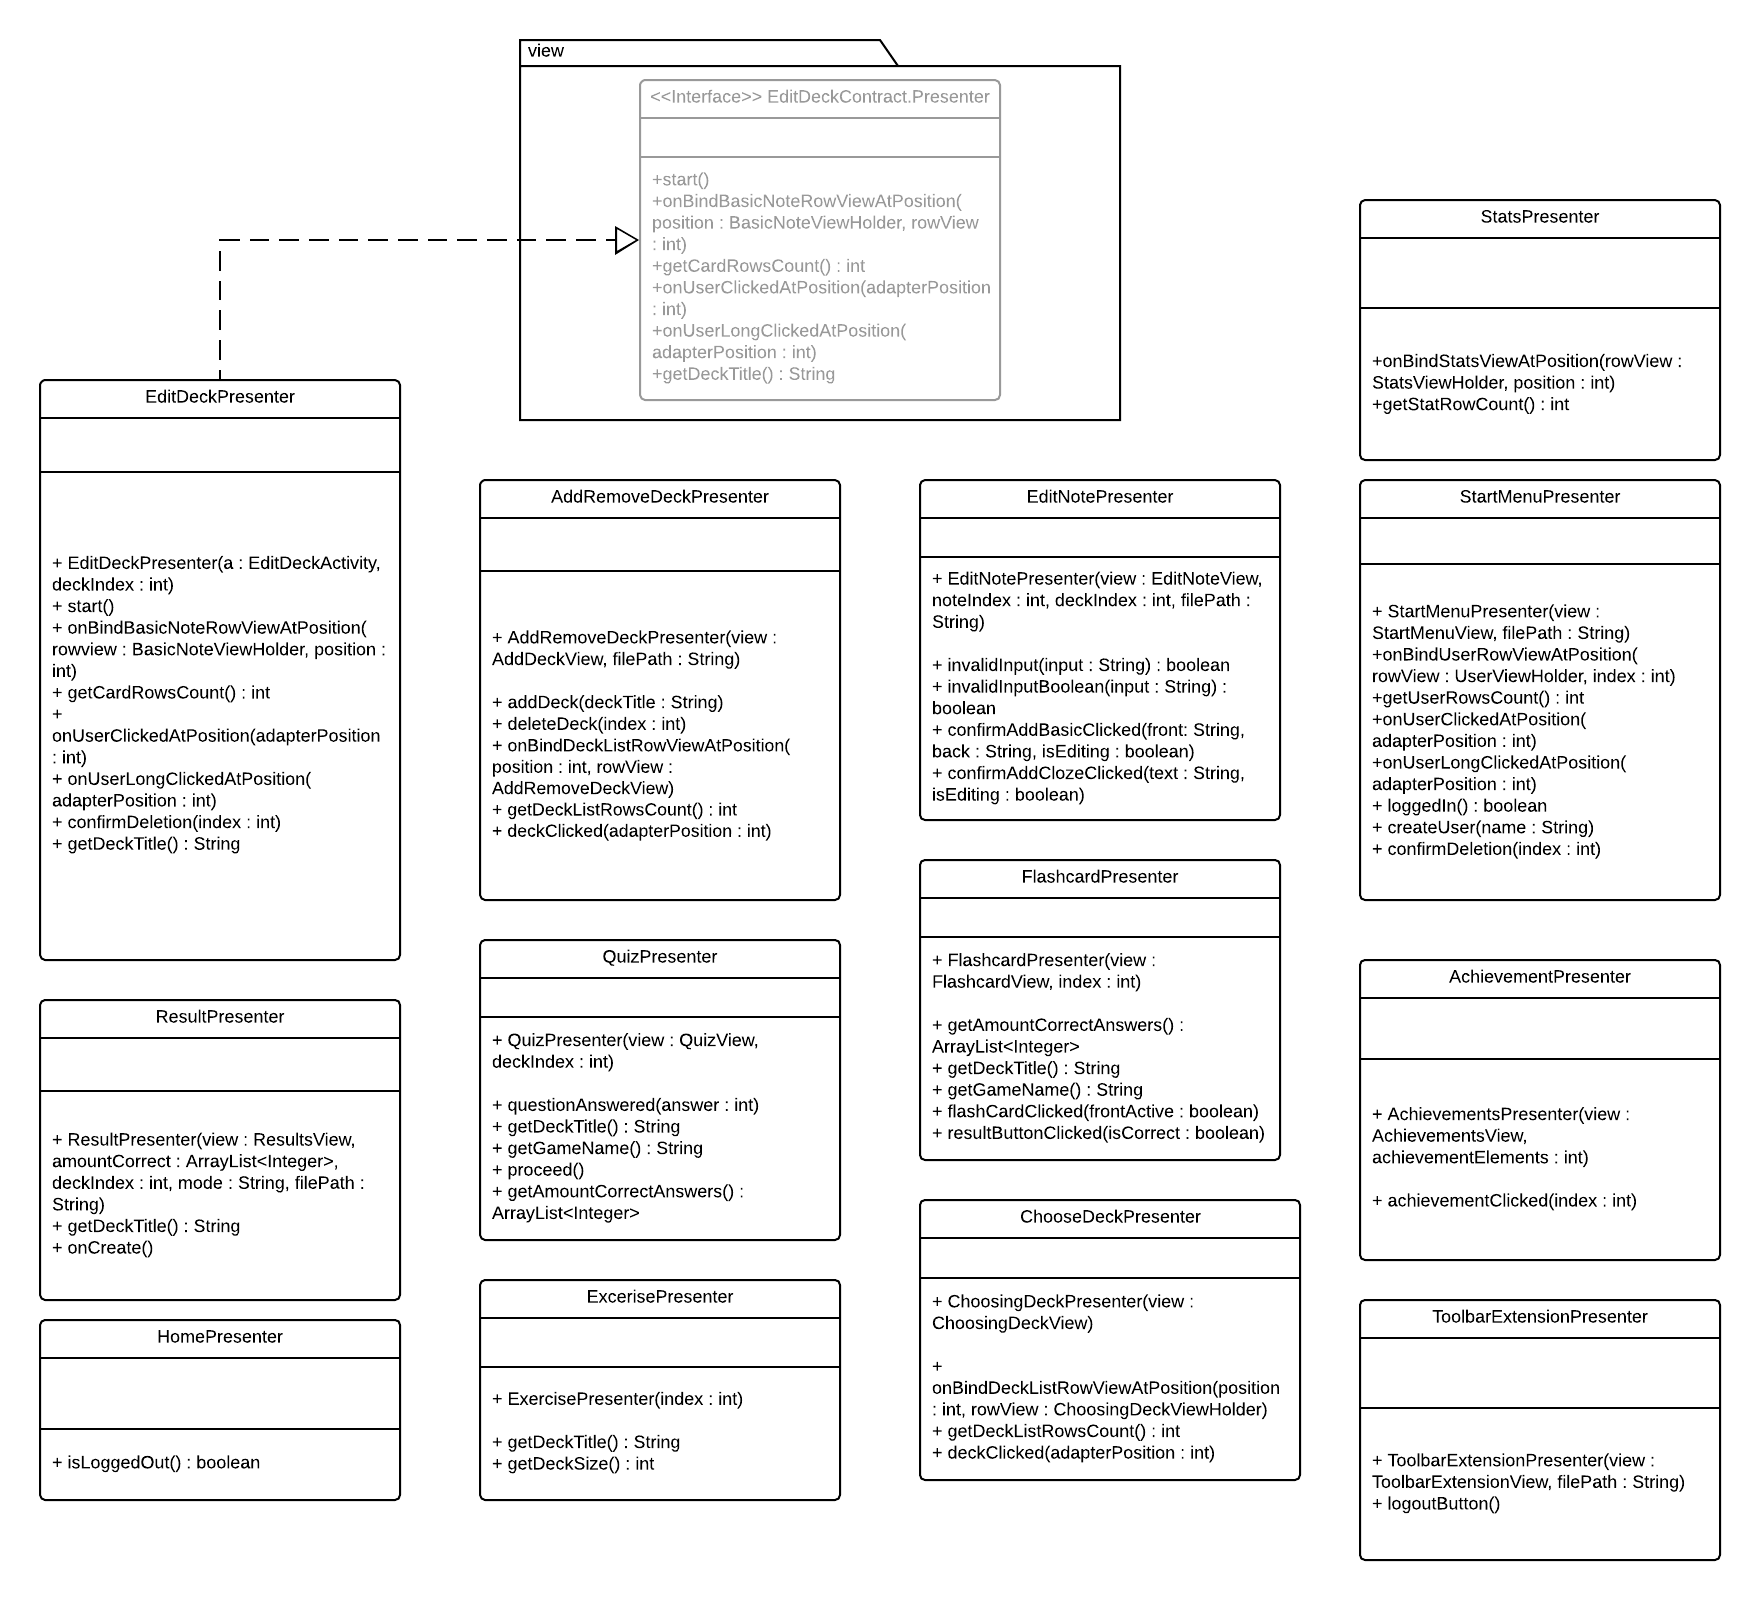 view
<<Interface>> EditDeckContract.Presenter
+start()
+onBindBasicNoteRowViewAtPosition(
position : BasicNoteViewHolder, rowView
: int)
+getCardRowsCount() : int
+onUserClickedAtPosition(adapterPosition
: int)
+onUserLongClickedAtPosition(
adapterPosition : int)
+getDeckTitle() : String
StatsPresenter
+onBindStatsViewAtPosition(rowView :
StatsViewHolder, position : int)
+getStatRowCount() : int
EditDeckPresenter
+ EditDeckPresenter(a : EditDeckActivity,
deckIndex : int)
+ start()
+ onBindBasicNoteRowViewAtPosition(
rowview : BasicNoteViewHolder, position :
int)
+ getCardRowsCount() : int
+
onUserClickedAtPosition(adapterPosition
: int)
+ onUserLongClickedAtPosition(
adapterPosition : int)
+ confirmDeletion(index : int)
+ getDeckTitle() : String
AddRemoveDeckPresenter
+ AddRemoveDeckPresenter(view :
AddDeckView, filePath : String)
+ addDeck(deckTitle : String)
+ deleteDeck(index : int)
+ onBindDeckListRowViewAtPosition(
position : int, rowView :
AddRemoveDeckView)
+ getDeckListRowsCount() : int
+ deckClicked(adapterPosition : int)
EditNotePresenter
+ EditNotePresenter(view : EditNoteView,
noteIndex : int, deckIndex : int, filePath :
String)
+ invalidInput(input : String) : boolean
+ invalidInputBoolean(input : String) :
boolean
+ confirmAddBasicClicked(front: String,
back : String, isEditing : boolean)
+ confirmAddClozeClicked(text : String,
isEditing : boolean)
StartMenuPresenter
+ StartMenuPresenter(view :
StartMenuView, filePath : String)
+onBindUserRowViewAtPosition(
rowView : UserViewHolder, index : int)
+getUserRowsCount() : int
+onUserClickedAtPosition(
adapterPosition : int)
+onUserLongClickedAtPosition(
adapterPosition : int)
+ loggedIn() : boolean
+ createUser(name : String)
+ confirmDeletion(index : int)
FlashcardPresenter
+ FlashcardPresenter(view :
FlashcardView, index : int)
+ getAmountCorrectAnswers() :
ArrayList<Integer>
+ getDeckTitle() : String
+ getGameName() : String
+ flashCardClicked(frontActive : boolean)
+ resultButtonClicked(isCorrect : boolean)
QuizPresenter
+ QuizPresenter(view : QuizView,
deckIndex : int)
+ questionAnswered(answer : int)
+ getDeckTitle() : String
+ getGameName() : String
+ proceed()
+ getAmountCorrectAnswers() :
ArrayList<Integer>
AchievementPresenter
+ AchievementsPresenter(view :
AchievementsView,
achievementElements : int)
+ achievementClicked(index : int)
ResultPresenter
+ ResultPresenter(view : ResultsView,
amountCorrect : ArrayList<Integer>,
deckIndex : int, mode : String, filePath :
String)
+ getDeckTitle() : String
+ onCreate()
ChooseDeckPresenter
+ ChoosingDeckPresenter(view :
ChoosingDeckView)
+
onBindDeckListRowViewAtPosition(position
: int, rowView : ChoosingDeckViewHolder)
+ getDeckListRowsCount() : int
+ deckClicked(adapterPosition : int)
ExcerisePresenter
+ ExercisePresenter(index : int)
+ getDeckTitle() : String
+ getDeckSize() : int
HomePresenter
+ isLoggedOut() : boolean
ToolbarExtensionPresenter
+ ToolbarExtensionPresenter(view :
ToolbarExtensionView, filePath : String)
+ logoutButton()